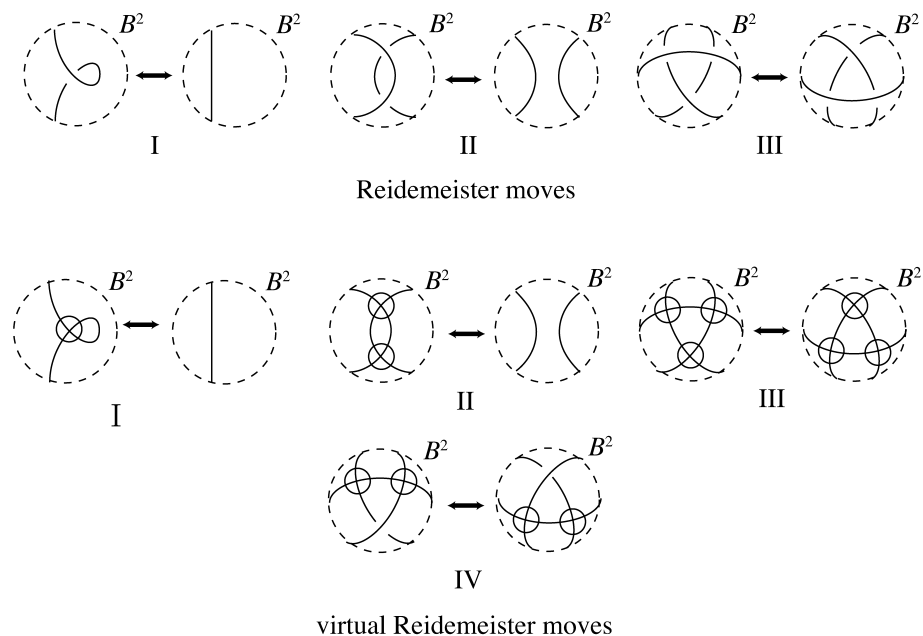 B² B² B² B² B² B²
I II III
Reidemeister moves
B² B² B² B² B² B²
I II III
B² B²
IV
virtual Reidemeister moves